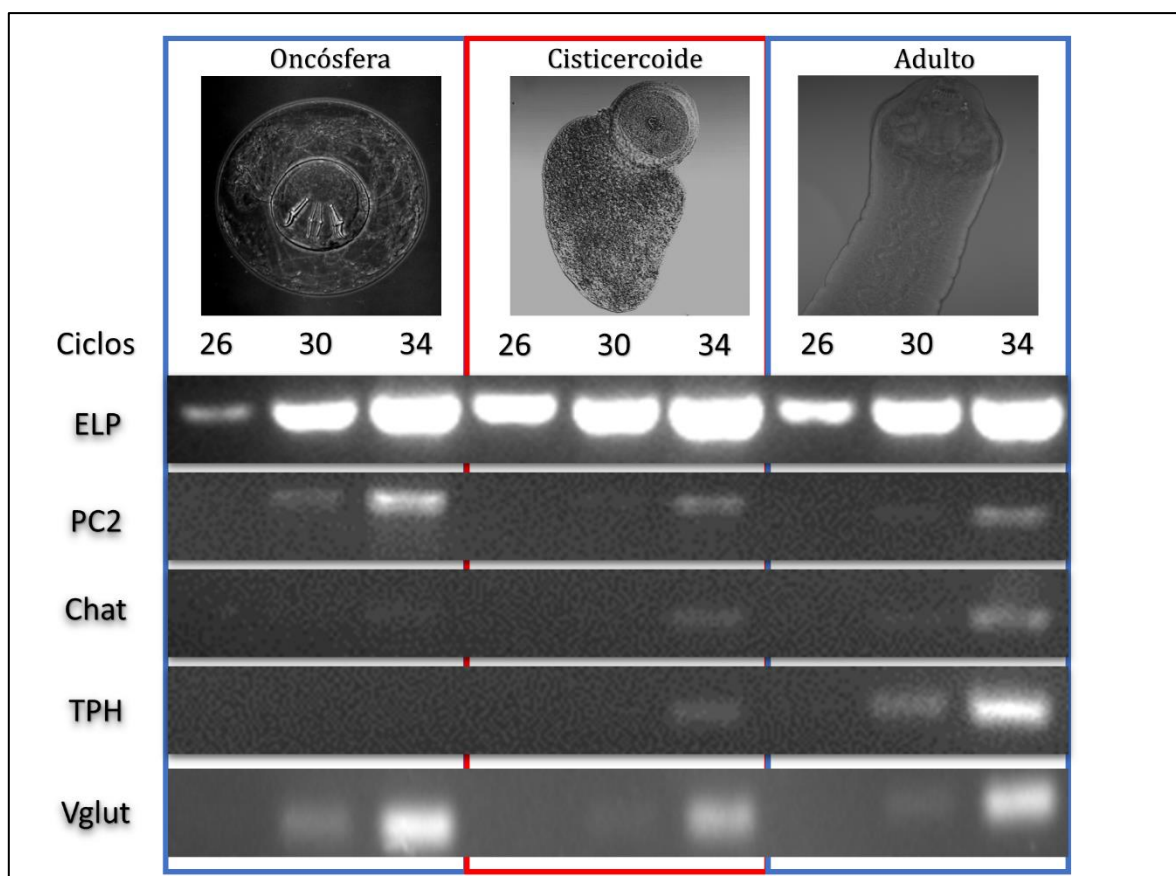 Oncósfera Cisticercoide Adulto
Ciclos 26 30 34 26 30 34 26 30 34
ELP
PC2
Chat
TPH
Vglut